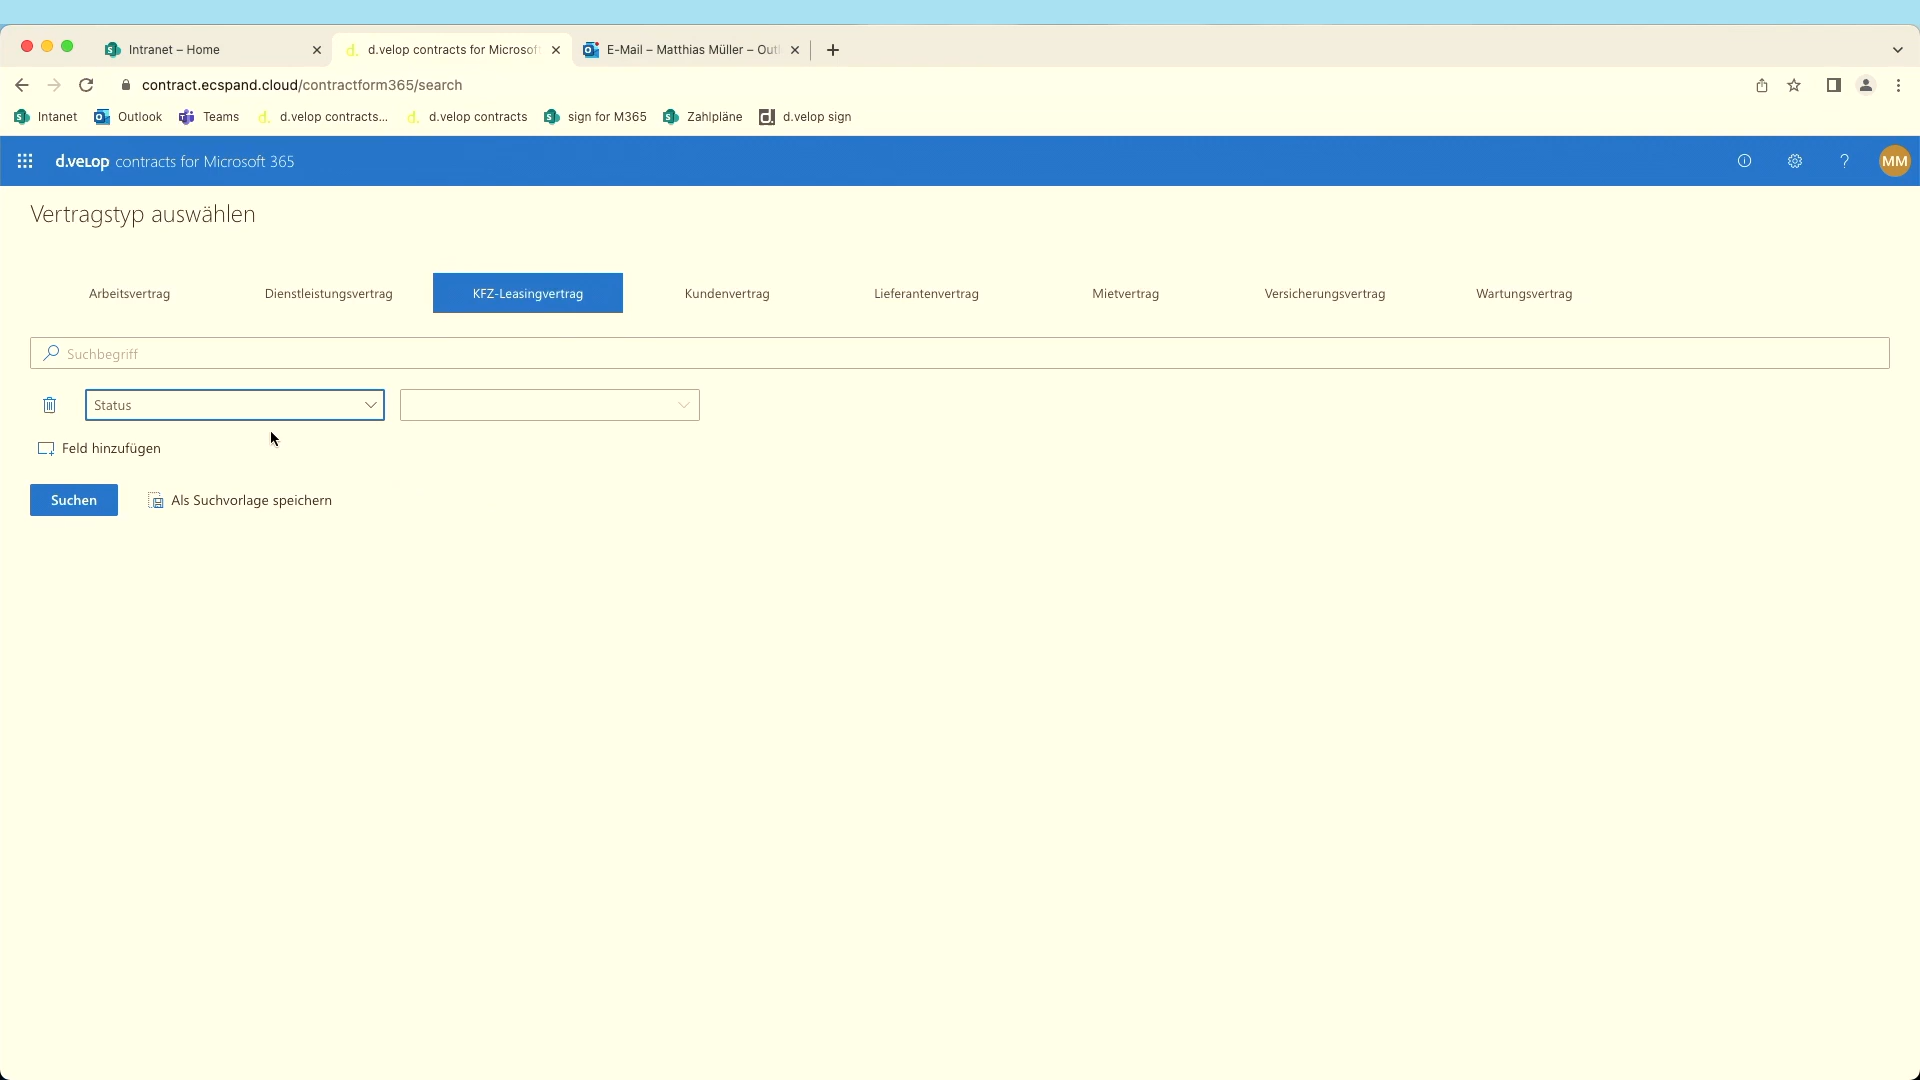 Intranet – Home
d.velop contracts for Microsof
E-Mail – Matthias Müller – Out
contract.ecspand.cloud/contractform365/search
Intanet
Outlook
Teams
d.velop contracts...
d.velop contracts
sign for M365
Zahlpläne
d.velop sign
d.velop contracts for Microsoft 365
MM
Vertragstyp auswählen
Arbeitsvertrag
Dienstleistungsvertrag
KFZ-Leasingvertrag
Kundenvertrag
Lieferantenvertrag
Mietvertrag
Versicherungsvertrag
Wartungsvertrag
Suchbegriff
Status
Feld hinzufügen
Suchen
Als Suchvorlage speichern